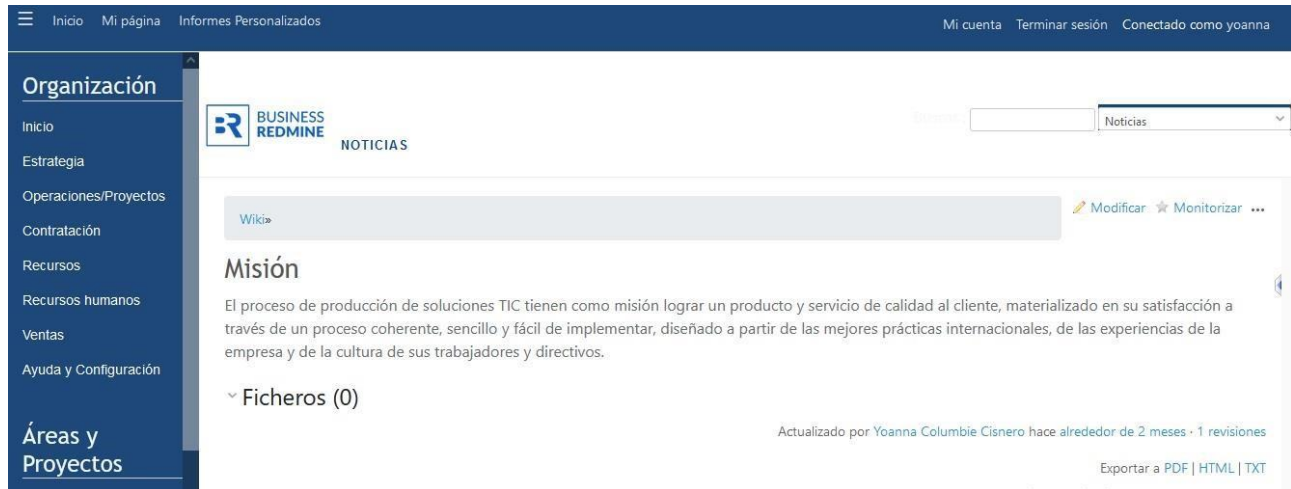 Inicio Mi página Informes Personalizados
Mi cuenta Terminar sesión Conectado como yoanna
Organización
Inicio
Estrategia
Operaciones/Proyectos
Contratación
Recursos
Recursos humanos
Ventas
Ayuda y Configuración
Áreas y
Proyectos
BUSINESS
REDMINE
NOTICIAS
Noticias
Wiki»
Modificar Monitorizar ...
Misión
El proceso de producción de soluciones TIC tienen como misión lograr un producto y servicio de calidad al cliente, materializado en su satisfacción a
través de un proceso coherente, sencillo y fácil de implementar, diseñado a partir de las mejores prácticas internacionales, de las experiencias de la
empresa y de la cultura de sus trabajadores y directivos.
Ficheros (0)
Actualizado por Yoanna Columbie Cisnero hace alrededor de 2 meses · 1 revisiones
Exportar a PDF | HTML | TXT